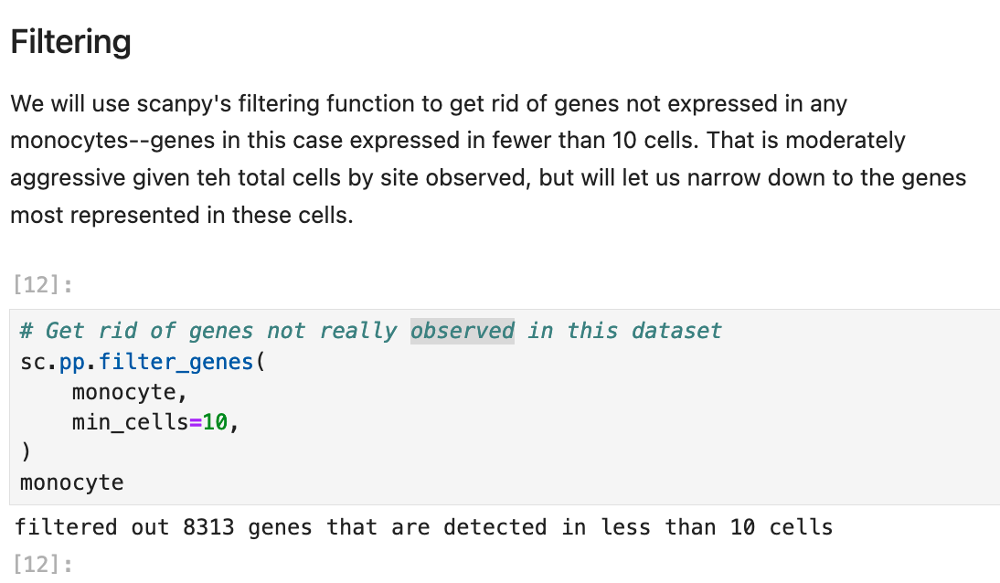 Filtering
We will use scanpy's filtering function to get rid of genes not expressed in any
monocytes--genes in this case expressed in fewer than 10 cells. That is moderately
aggressive given teh total cells by site observed, but will let us narrow down to the genes
most represented in these cells.
[12]:
# Get rid of genes not really observed in this dataset
sc.pp.filter_genes(
    monocyte,
    min_cells=10,
)
monocyte
filtered out 8313 genes that are detected in less than 10 cells
[12]: